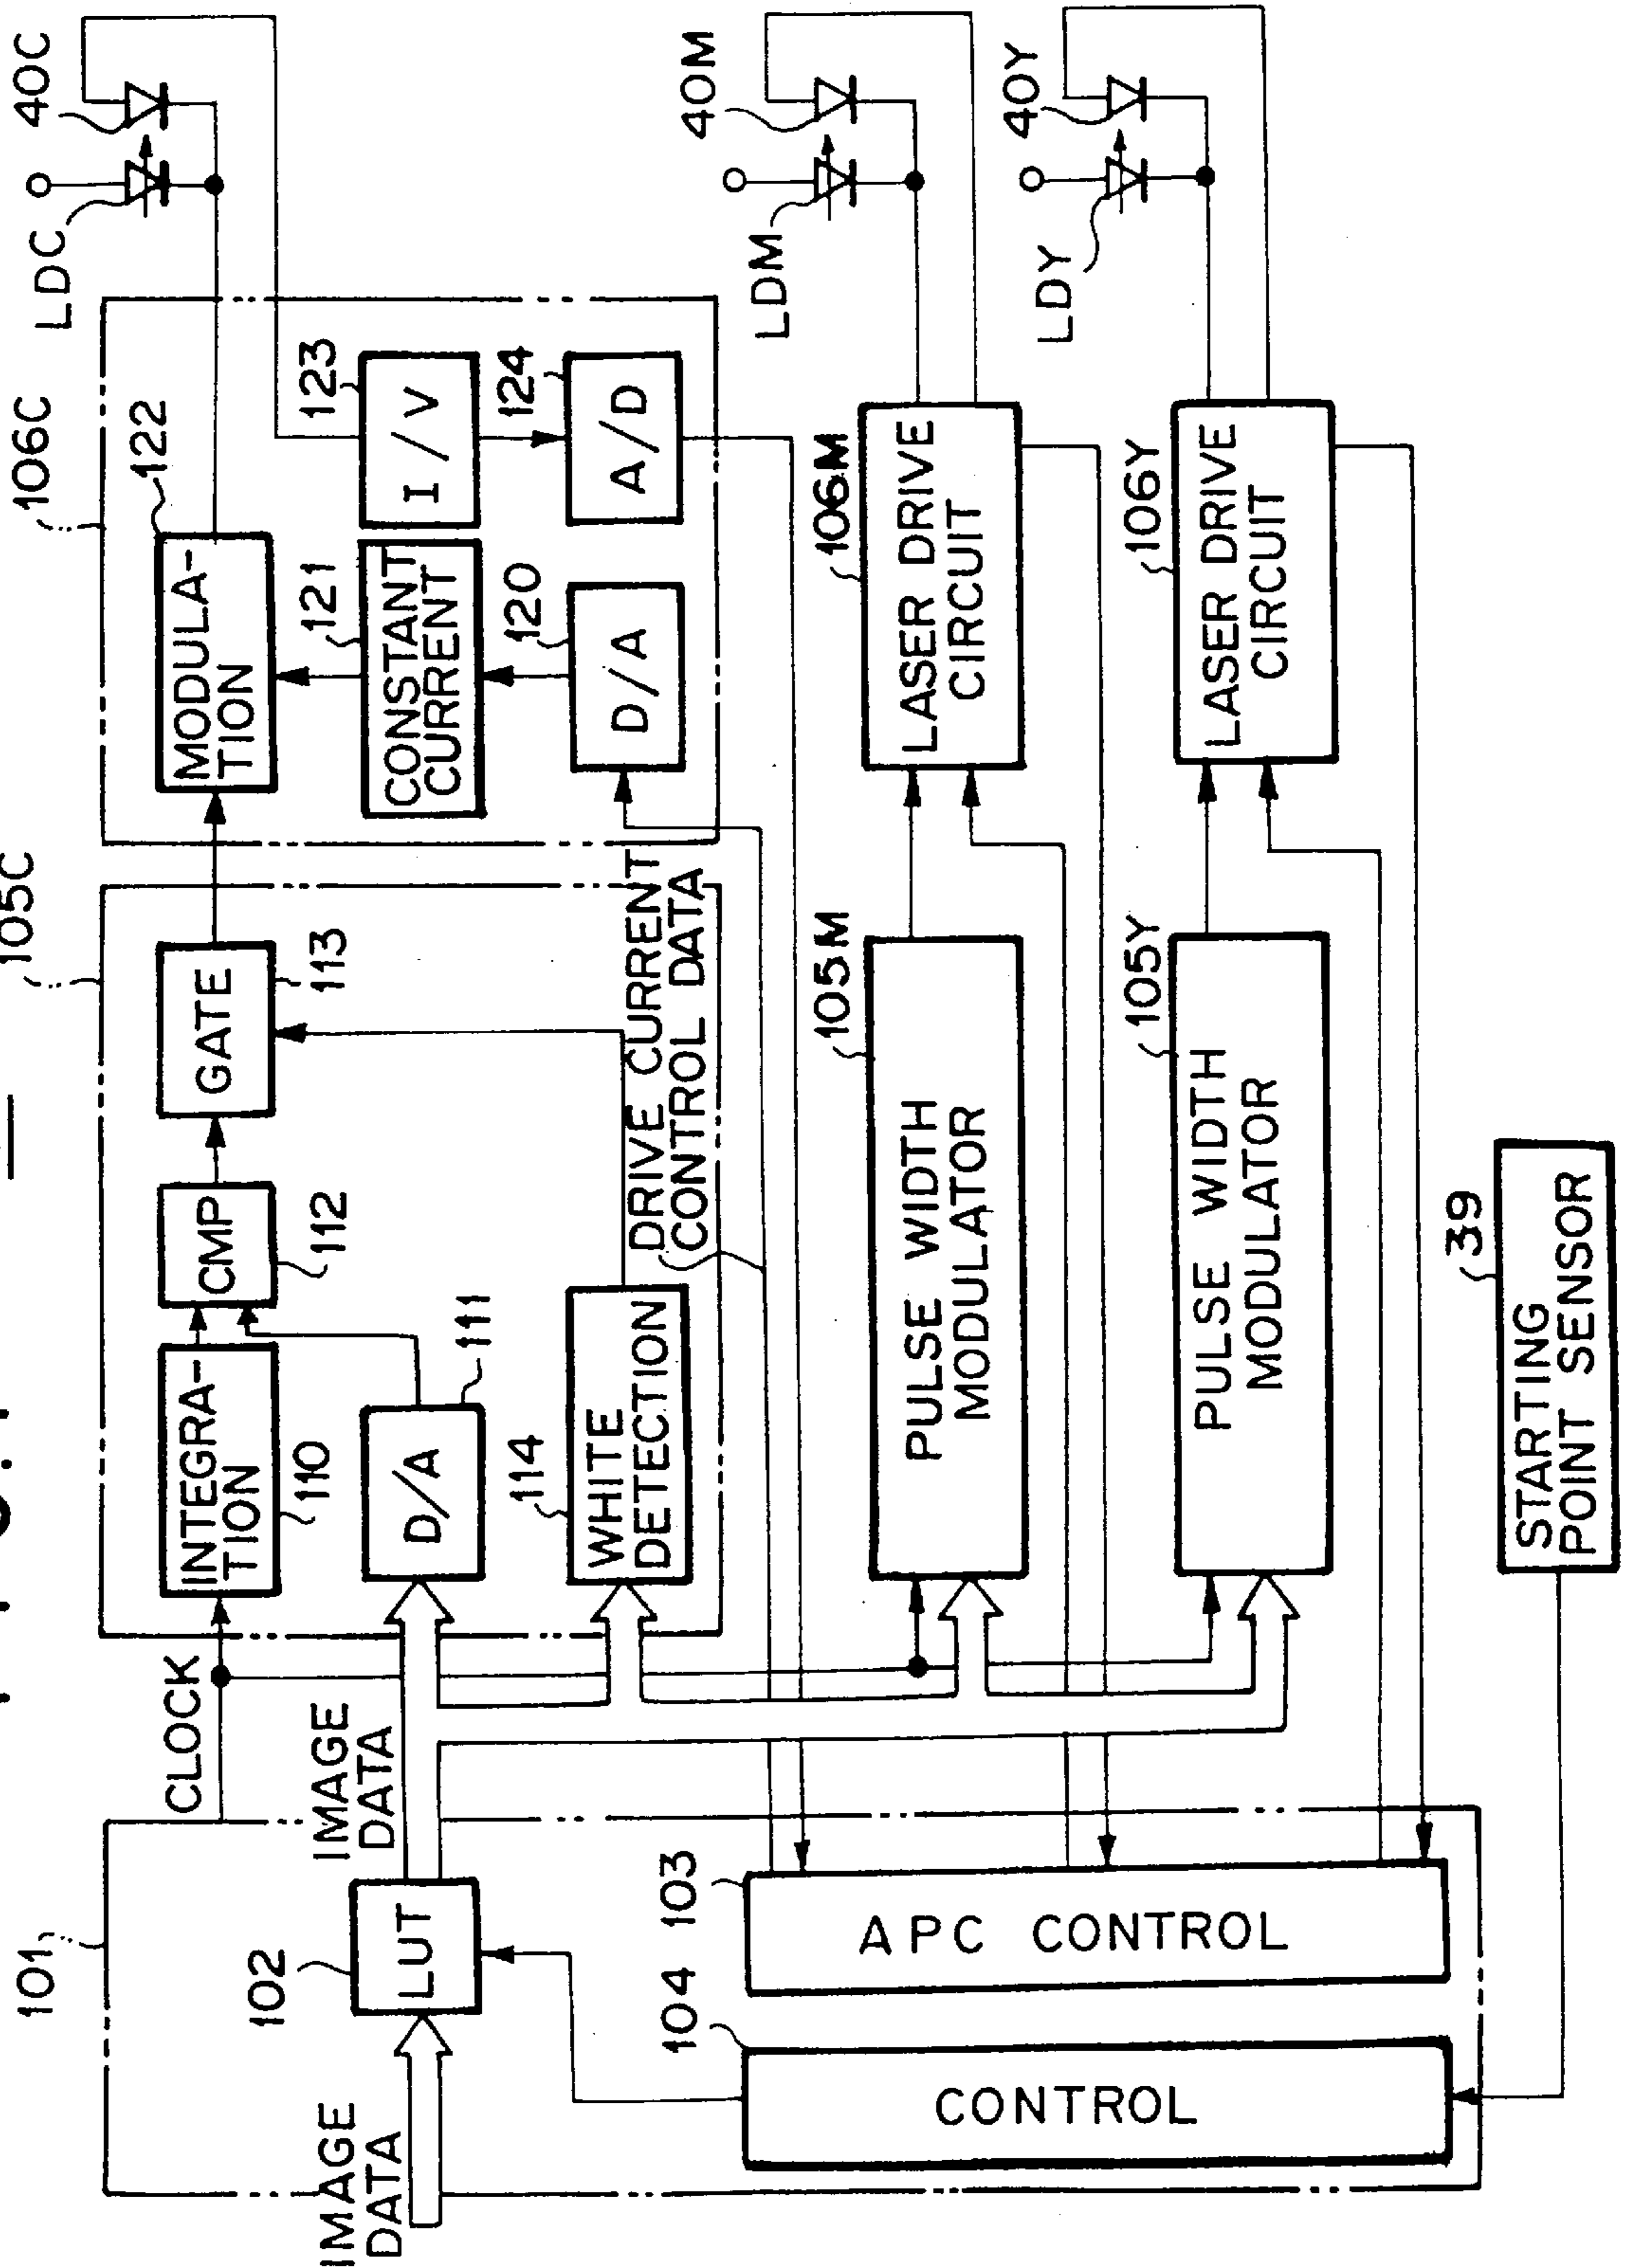 105C
106C
LDC
40C
101
CLOCK
INTEGRA-
TION
110
CMP
112
GATE
113
MODULA-
TION
122
IMAGE
DATA
IMAGE
DATA
102
LUT
D/A
111
CONSTANT
CURRENT
121
I/V
123
114
WHITE
DETECTION
D/A
120
A/D
124
DRIVE CURRENT
CONTROL DATA
103
APC CONTROL
104
CONTROL
PULSE WIDTH
MODULATOR
105M
LASER DRIVE
CIRCUIT
106M
LDM
40M
PULSE WIDTH
MODULATOR
105Y
LASER DRIVE
CIRCUIT
106Y
LDY
40Y
STARTING
POINT SENSOR
39